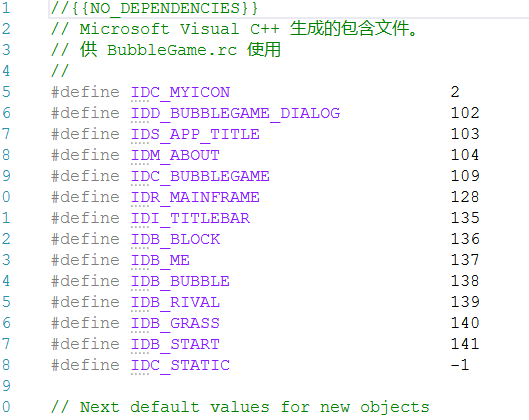 1 //{{NO_DEPENDENCIES}}
2 // Microsoft Visual C++ 生成的包含文件。
3 // 供 BubbleGame.rc 使用
4 //
5 #define IDC_MYICON 2
6 #define IDD_BUBBLEGAME_DIALOG 102
7 #define IDS_APP_TITLE 103
8 #define IDM_ABOUT 104
9 #define IDC_BUBBLEGAME 109
0 #define IDR_MAINFRAME 128
1 #define IDI_TITLEBAR 135
2 #define IDB_BLOCK 136
3 #define IDB_ME 137
4 #define IDB_BUBBLE 138
5 #define IDB_RIVAL 139
6 #define IDB_GRASS 140
7 #define IDB_START 141
8 #define IDC_STATIC -1
9
0 // Next default values for new objects